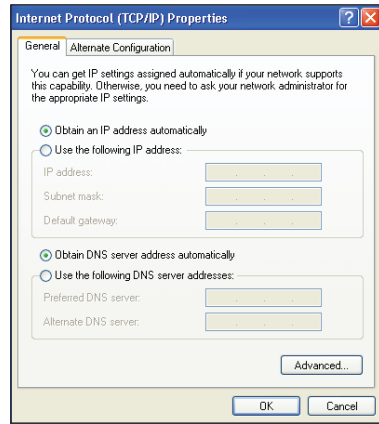 Internet Protocol (TCP/IP) Properties
General
Alternate Configuration
You can get IP settings assigned automatically if your network supports
this capability. Otherwise, you need to ask your network administrator for
the appropriate IP settings.
Obtain an IP address automatically
Use the following IP address:
IP address:
Subnet mask:
Default gateway:
Obtain DNS server address automatically
Use the following DNS server addresses:
Preferred DNS server:
Alternate DNS server:
Advanced...
OK
Cancel